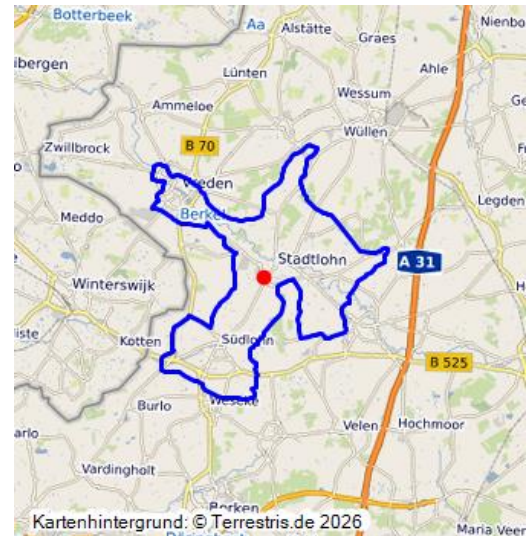 Botterbeek
Aa
Alstätte
Graes
Nienbo
Ahle
Lünten
Wessum
Ammeloe
Wüllen
Zwillbrock
B 70
Vreden
Legden
Berkel
Meddo
Stadtlohn
A 31
Winterswijk
Kotten
Südlohn
B 525
Burlo
Weseke
Velen
Hochmoor
Vardingholt
Borken
Maria Veen
Kartenhintergrund: © Terrestris.de 2026